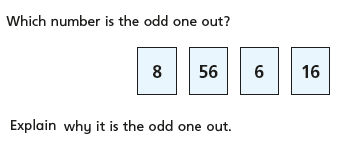 Which number is the odd one out?
8 56 6 16
Explain why it is the odd one out.